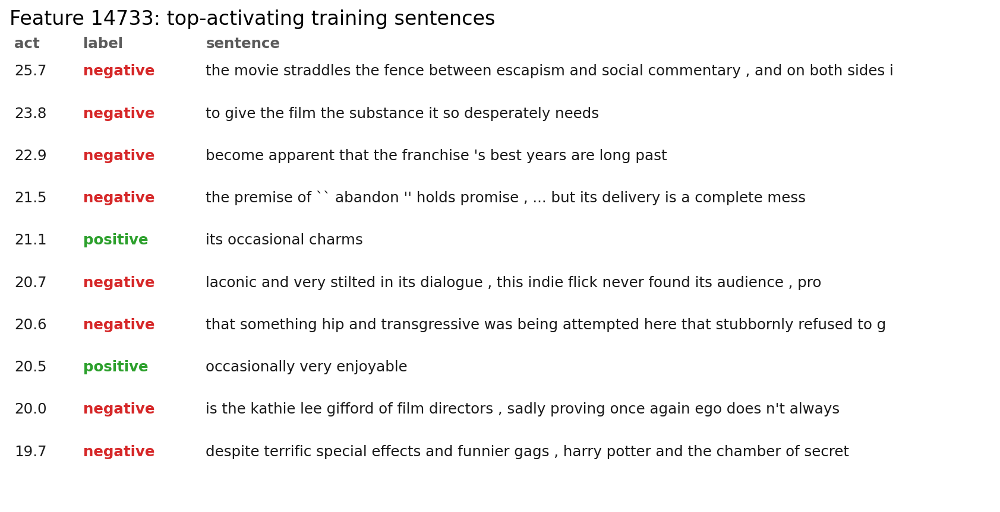 Feature 14733: top-activating training sentences
act label sentence
25.7 negative the movie straddles the fence between escapism and social commentary , and on both sides i
23.8 negative to give the film the substance it so desperately needs
22.9 negative become apparent that the franchise 's best years are long past
21.5 negative the premise of `` abandon '' holds promise , ... but its delivery is a complete mess
21.1 positive its occasional charms
20.7 negative laconic and very stilted in its dialogue , this indie flick never found its audience , pro
20.6 negative that something hip and transgressive was being attempted here that stubbornly refused to g
20.5 positive occasionally very enjoyable
20.0 negative is the kathie lee gifford of film directors , sadly proving once again ego does n't always
19.7 negative despite terrific special effects and funnier gags , harry potter and the chamber of secret